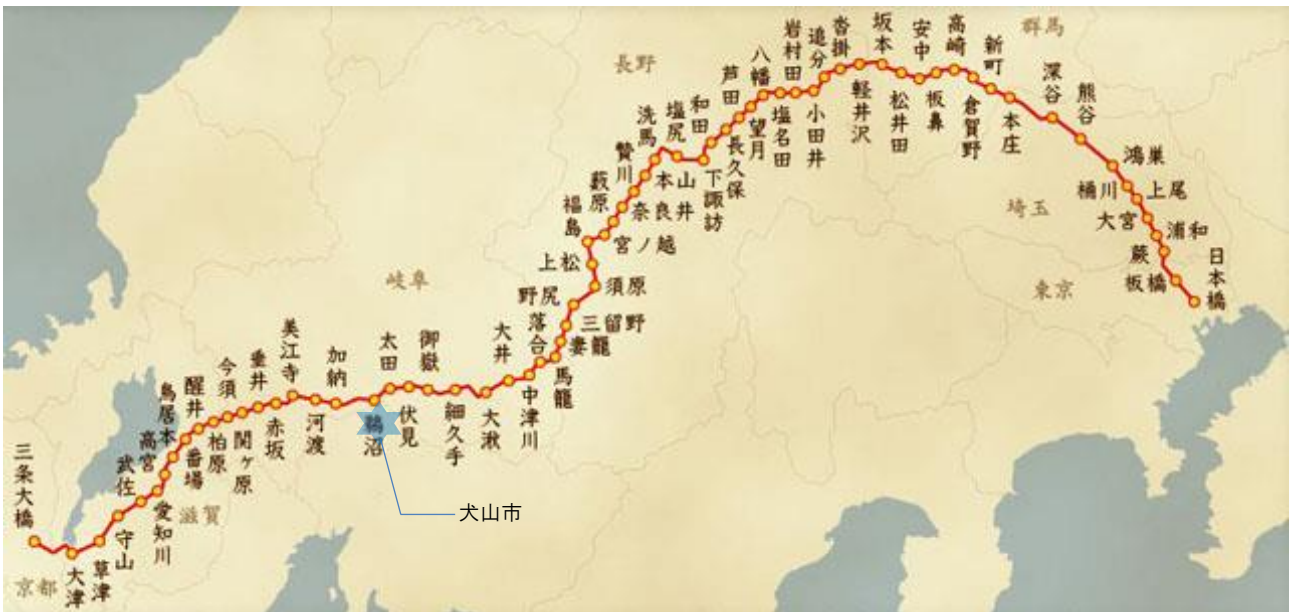 群馬
長野
岐阜
埼玉
東京
滋賀
京都
日本橋
板橋
蕨
浦和
大宮
上尾
桶川
鴻巣
熊谷
深谷
本庄
新町
倉賀野
高崎
板鼻
安中
松井田
坂本
軽井沢
沓掛
追分
小田井
岩村田
塩名田
八幡
望月
芦田
長久保
和田
下諏訪
塩尻
洗馬
本山
贄川
奈良井
藪原
宮ノ越
福島
上松
須原
野尻
三留野
妻籠
馬籠
落合
中津川
大井
大湫
細久手
御嶽
伏見
太田
鵜沼
加納
河渡
美江寺
赤坂
垂井
関ヶ原
今須
柏原
醒井
番場
鳥居本
高宮
愛知川
武佐
守山
草津
大津
三条大橋
犬山市